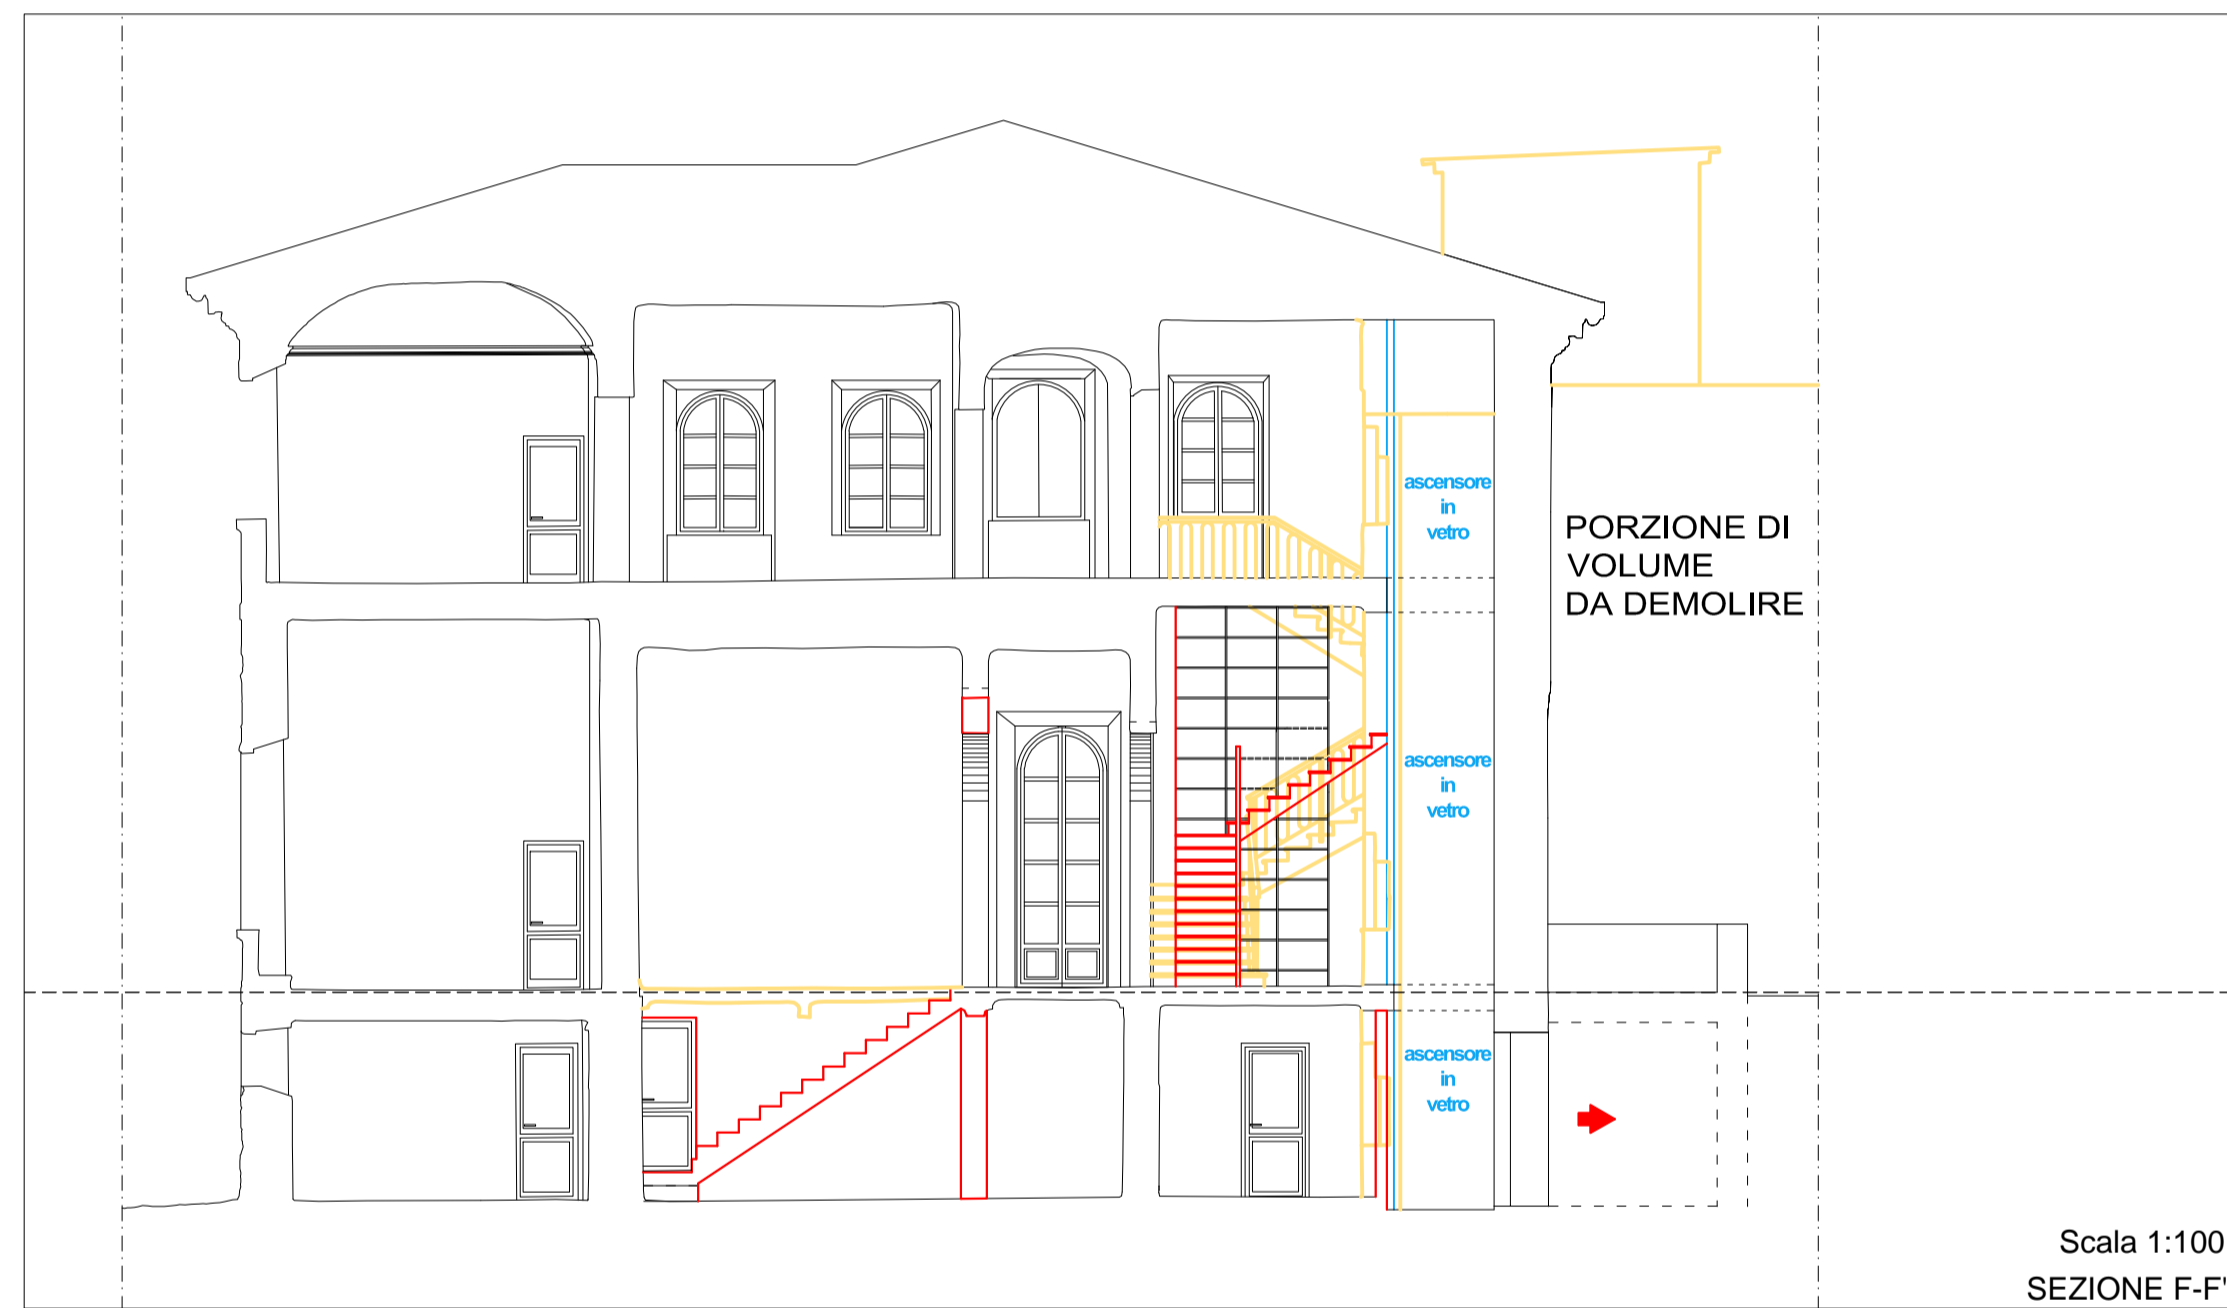 ascensore
in
vetro
PORZIONE DI
VOLUME
DA DEMOLIRE
ascensore
in
vetro
ascensore
in
vetro
Scala 1:100
SEZIONE F-F'